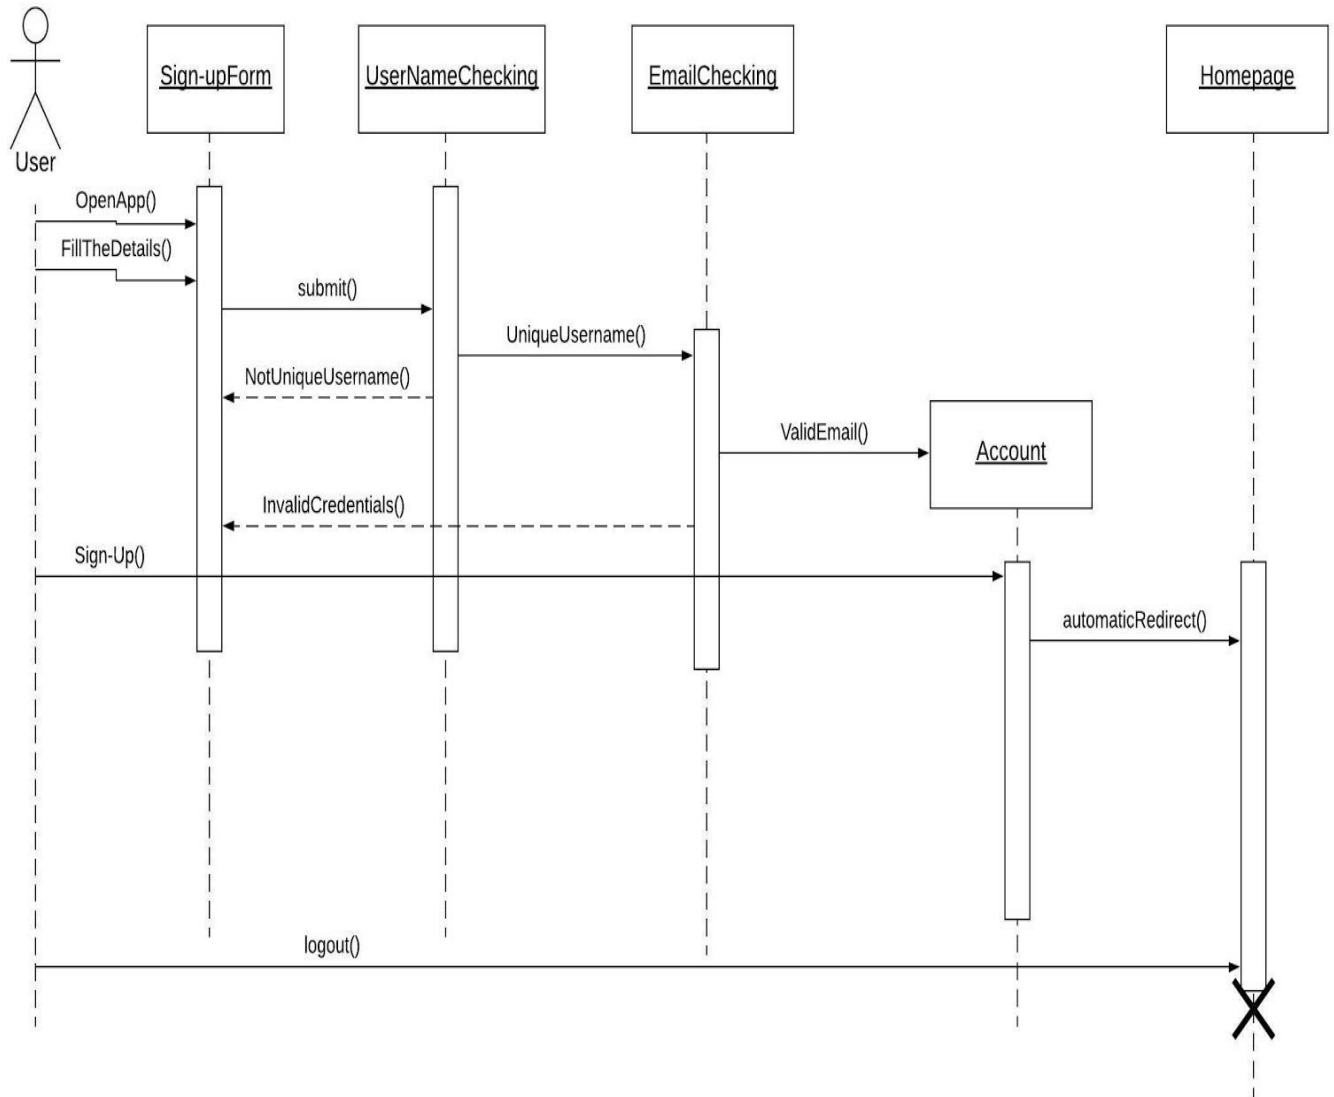 Sign-upForm
UserNameChecking
EmailChecking
Homepage
User
OpenApp()
FillTheDetails()
submit()
UniqueUsername()
NotUniqueUsername()
ValidEmail()
Account
InvalidCredentials()
Sign-Up()
automaticRedirect()
logout()